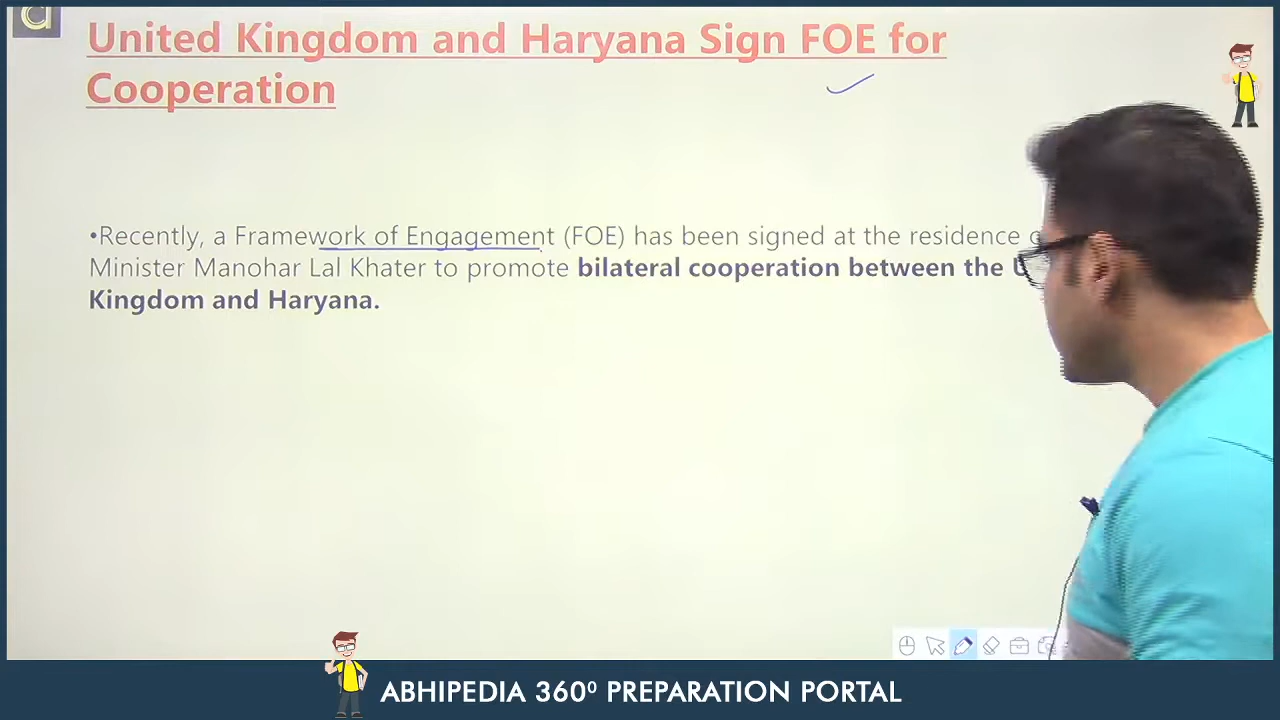 a
United Kingdom and Haryana Sign FOE for
Cooperation
•Recently, a Framework of Engagement (FOE) has been signed at the residence
Minister Manohar Lal Khater to promote bilateral cooperation between the
Kingdom and Haryana.
ABHIPEDIA 360⁰ PREPARATION PORTAL